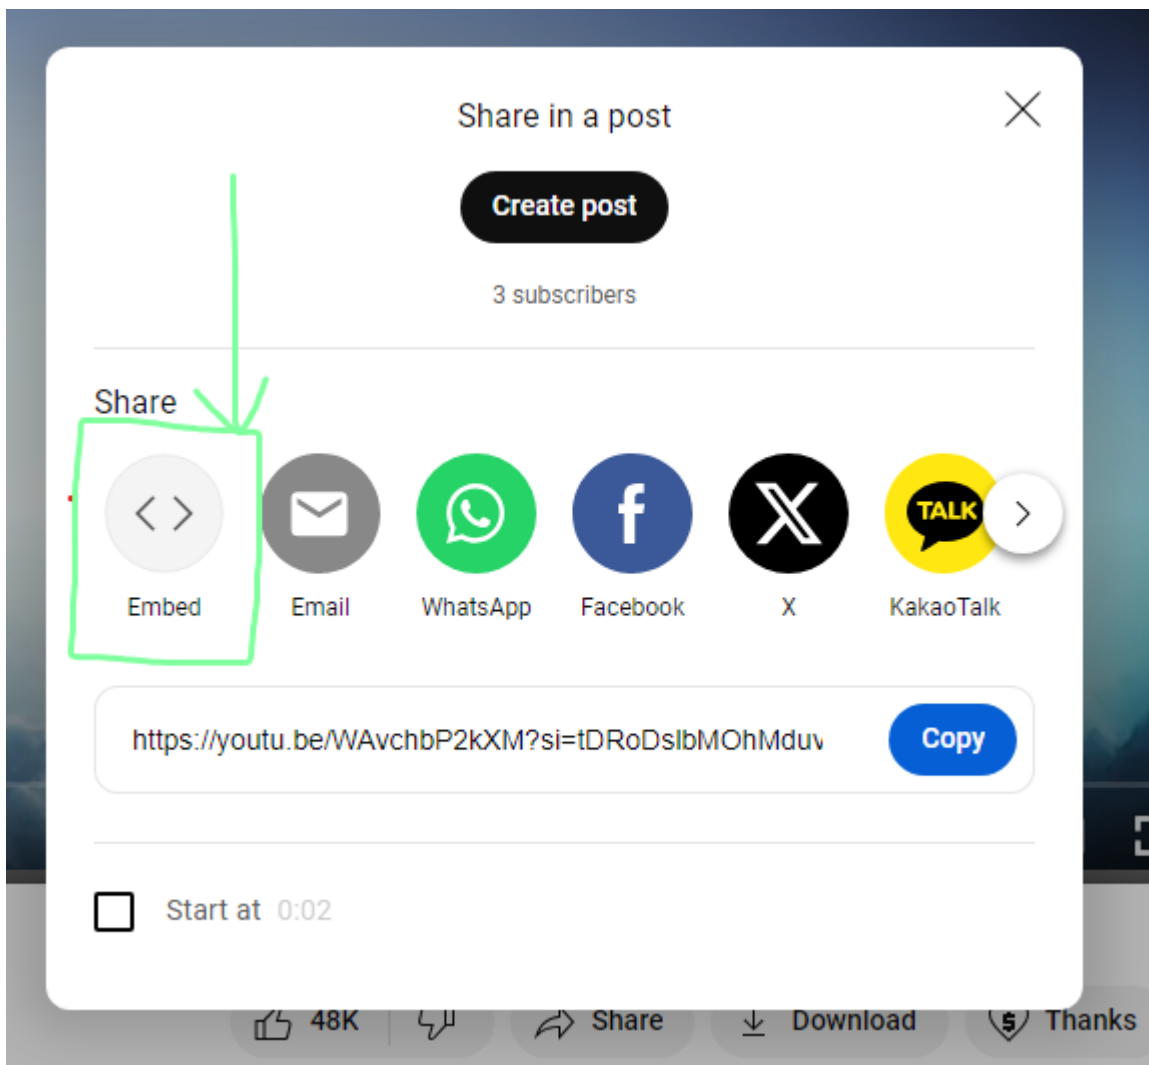 Share in a post
Create post
3 subscribers
Share
TALK
Embed Email WhatsApp Facebook X KakaoTalk
https://youtu.be/WAvchbP2kXM?si=tDRoDslbMOhMduv
Copy
Start at 0:02
48K Share Download Thanks